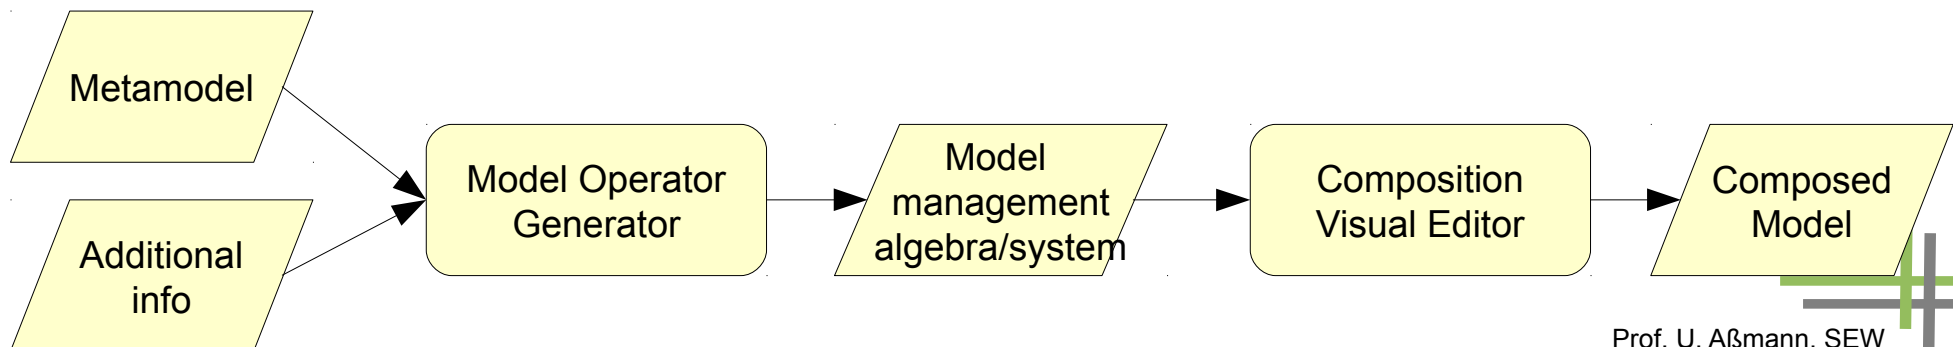 Metamodel
Additional
info
Model Operator
Generator
Model
management
algebra/system
Composition
Visual Editor
Composed
Model
Prof. U. Aßmann, SEW